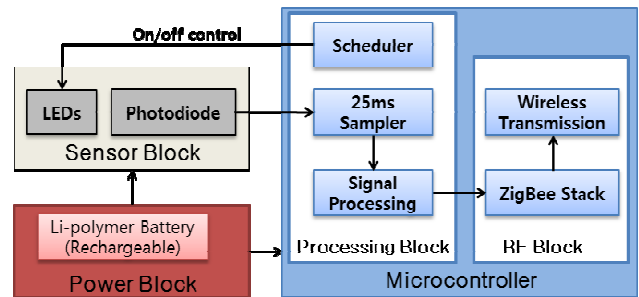 On/off control
Scheduler
LEDs
Photodiode
Sensor Block
25ms
Sampler
Signal
Processing
Processing Block
Wireless
Transmission
ZigBee Stack
RF Block
Li-polymer Battery
(Rechargeable)
Power Block
Microcontroller